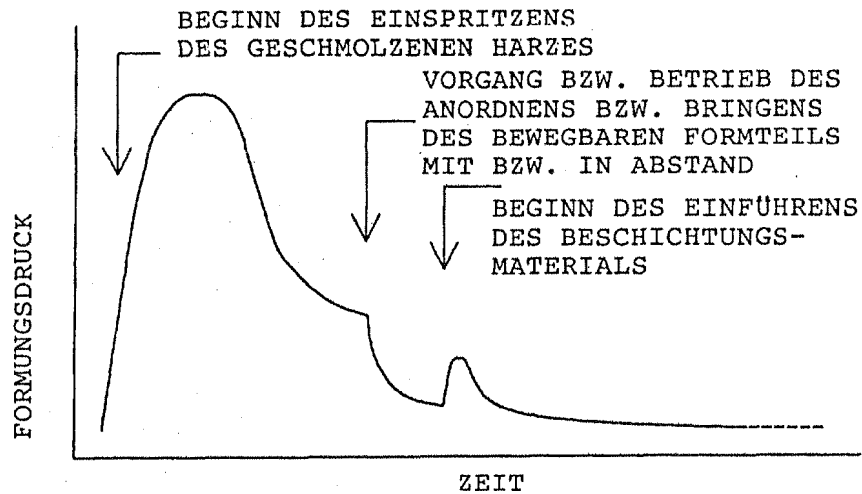 BEGINN DES EINSPRITZENS
DES GESCHMOLZENEN HARZES
VORGANG BZW. BETRIEB DES
ANORDNENS BZW. BRINGENS
DES BEWEGBAREN FORMTEILS
MIT BZW. IN ABSTAND
BEGINN DES EINFÜHRENS
DES BESCHICHTUNGS-
MATERIALS
FORMUNGSDRUCK
ZEIT